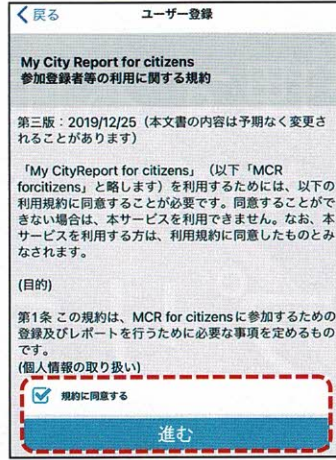 戻る
ユーザー登録
My City Report for citizens
参加登録者等の利用に関する規約
第三版：2019/12/25（本文書の内容は予期なく変更さ
れることがあります）
「My CityReport for citizens」（以下「MCR
forcitizens」と略します）を利用するためには、以下の
利用規約に同意することが必要です。同意することがで
きない場合は、本サービスを利用できません。なお、本
サービスを利用する方は、利用規約に同意したものとみ
なされます。
(目的)
第1条 この規約は、MCR for citizensに参加するための
登録及びレポートを行うために必要な事項を定めるもの
です。
(個人情報の取り扱い)
規約に同意する
進む